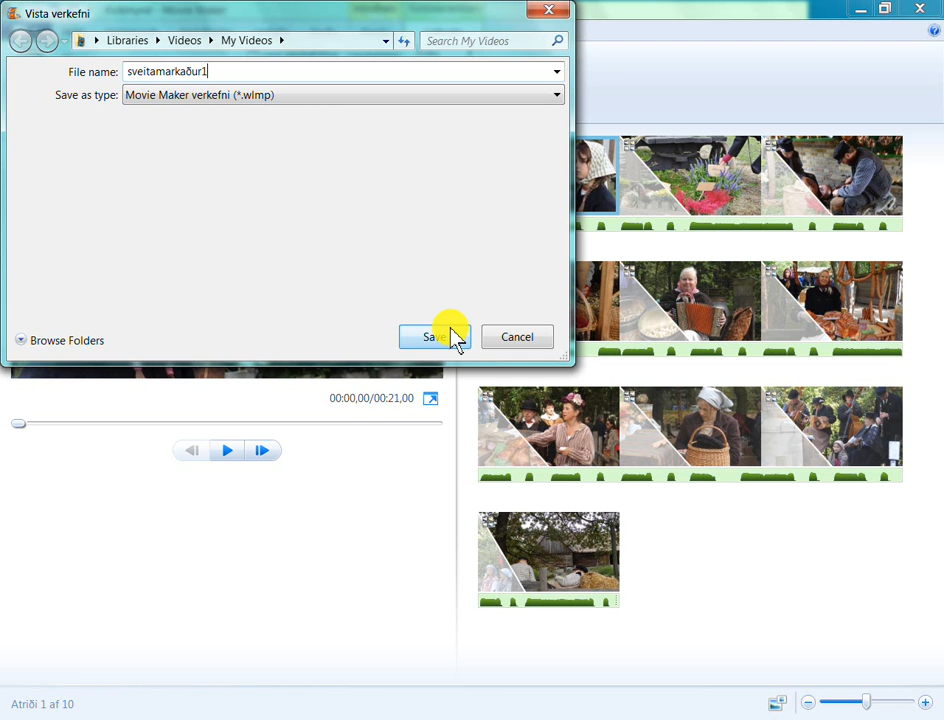 Vista verkefni
Libraries
Videos
My Videos
Search My Videos
File name:
sveitamarkaður1
Save as type:
Movie Maker verkefni (*.wlmp)
Browse Folders
Save
Cancel
00:00,00/00:21,00
Atriði 1 af 10